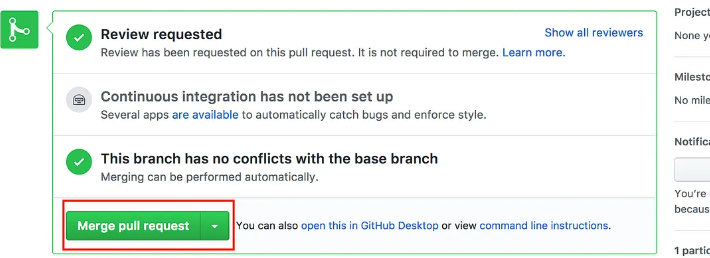 Review requested
Show all reviewers
Review has been requested on this pull request. It is not required to merge. Learn more.
Continuous integration has not been set up
Several apps are available to automatically catch bugs and enforce style.
This branch has no conflicts with the base branch
Merging can be performed automatically.
Merge pull request
You can also open this in GitHub Desktop or view command line instructions.
Project
None y
Milesto
No mile
Notifica
You're
becaus
1 partic